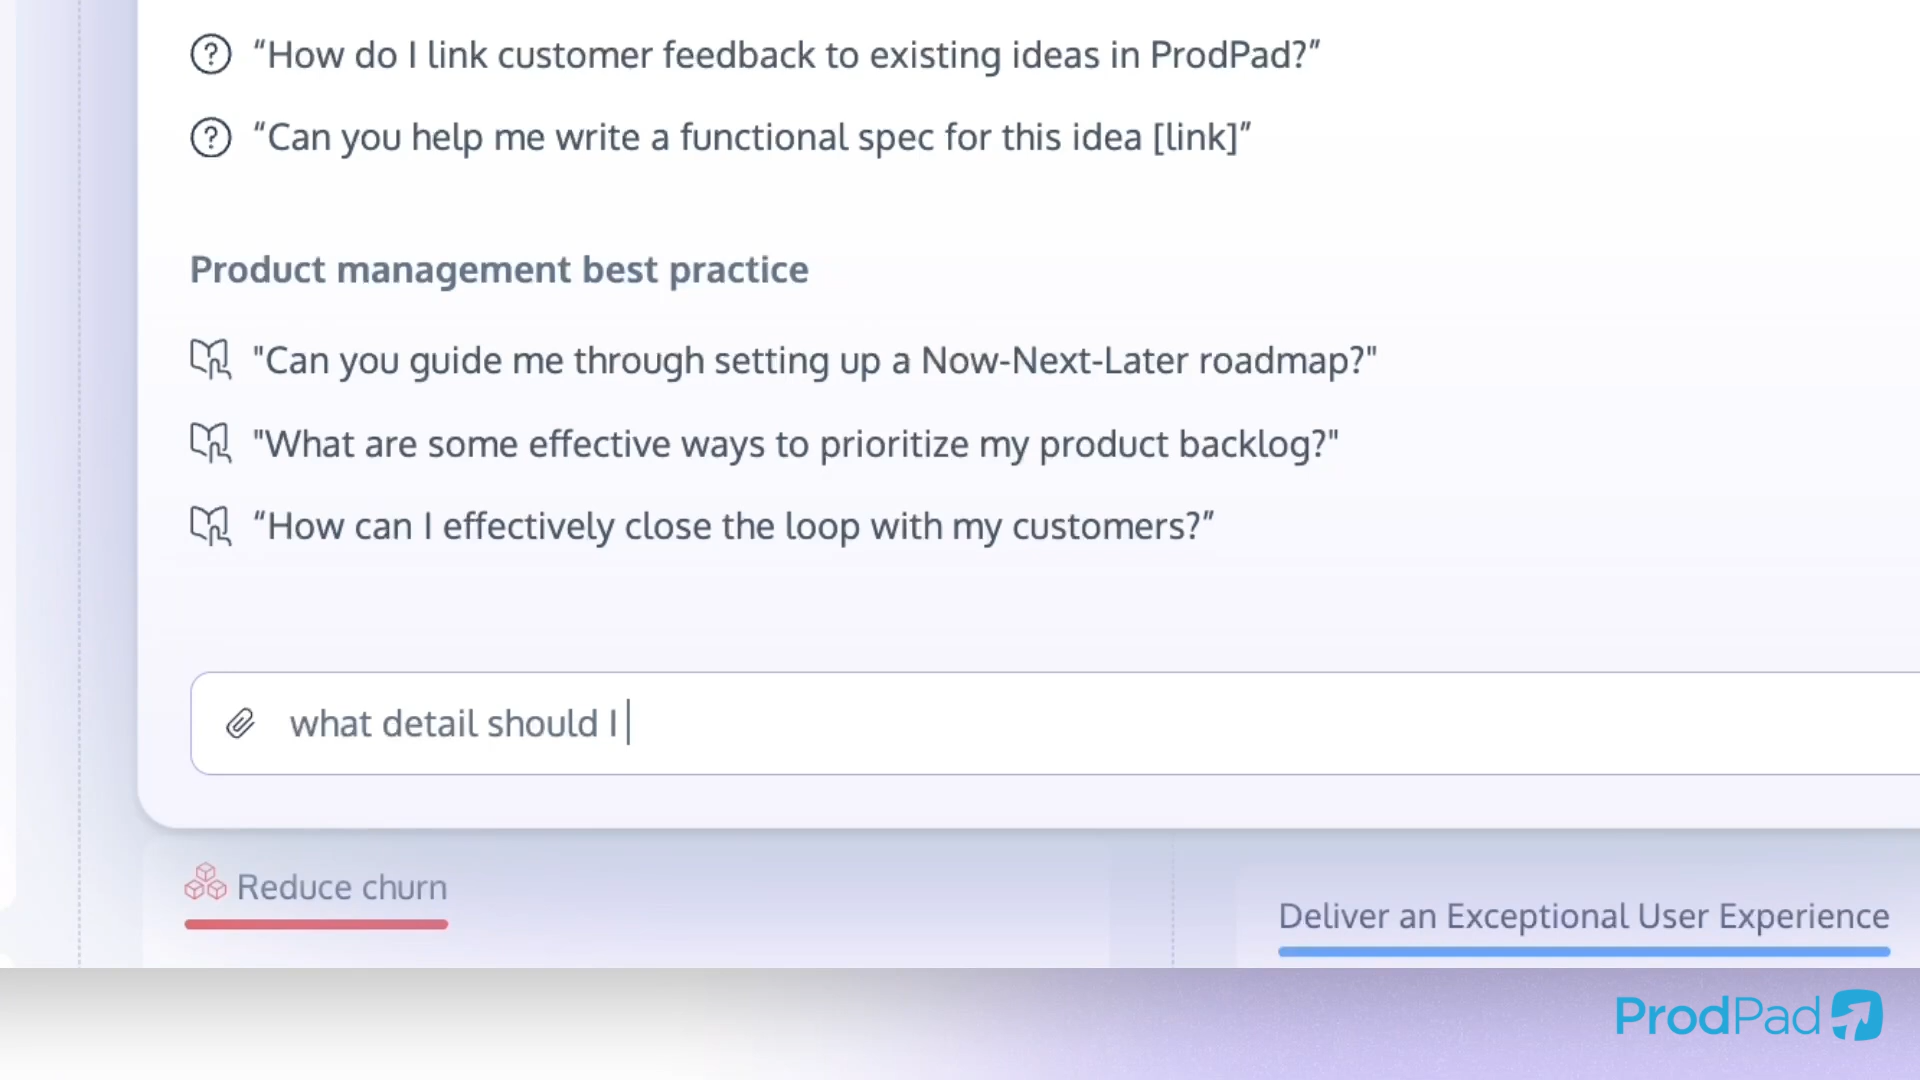 “How do I link customer feedback to existing ideas in ProdPad?”
“Can you help me write a functional spec for this idea [link]”
Product management best practice
"Can you guide me through setting up a Now-Next-Later roadmap?"
"What are some effective ways to prioritize my product backlog?"
“How can I effectively close the loop with my customers?”
what detail should I
Reduce churn
Deliver an Exceptional User Experience
ProdPad